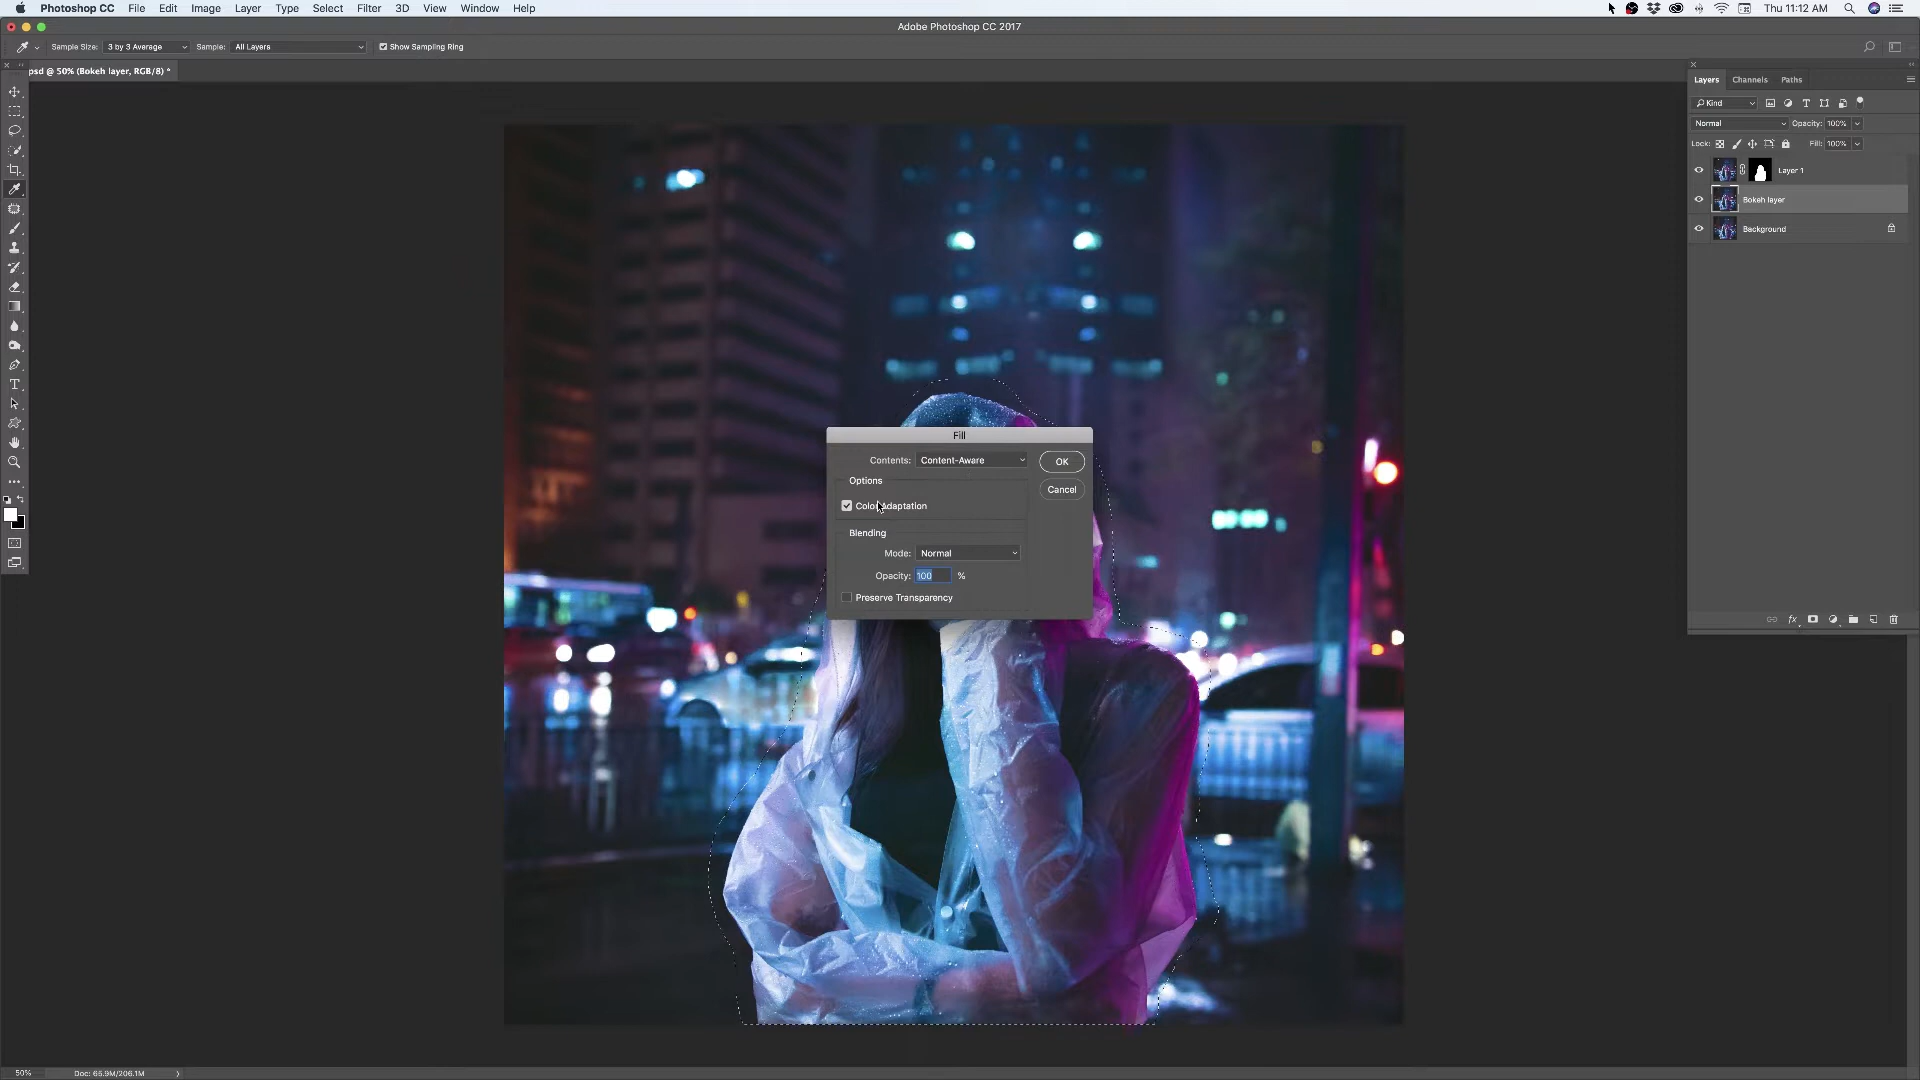 Photoshop CC File Edit Image Layer Type Select Filter 3D View Window Help Thu 11:12 AM
Adobe Photoshop CC 2017
Sample Size: 3 by 3 Average Sample: All Layers Show Sampling Ring
psd @ 50% (Bokeh layer, RGB/8) *
Layers Channels Paths
Kind
Normal Opacity: 100%
Lock: Fill: 100%
Layer 1
Bokeh layer
Background
Fill
Contents: Content-Aware OK
Options
Cancel
Color Adaptation
Blending
Mode: Normal
Opacity: 100 %
Preserve Transparency
50% Doc: 65.9M/206.1M